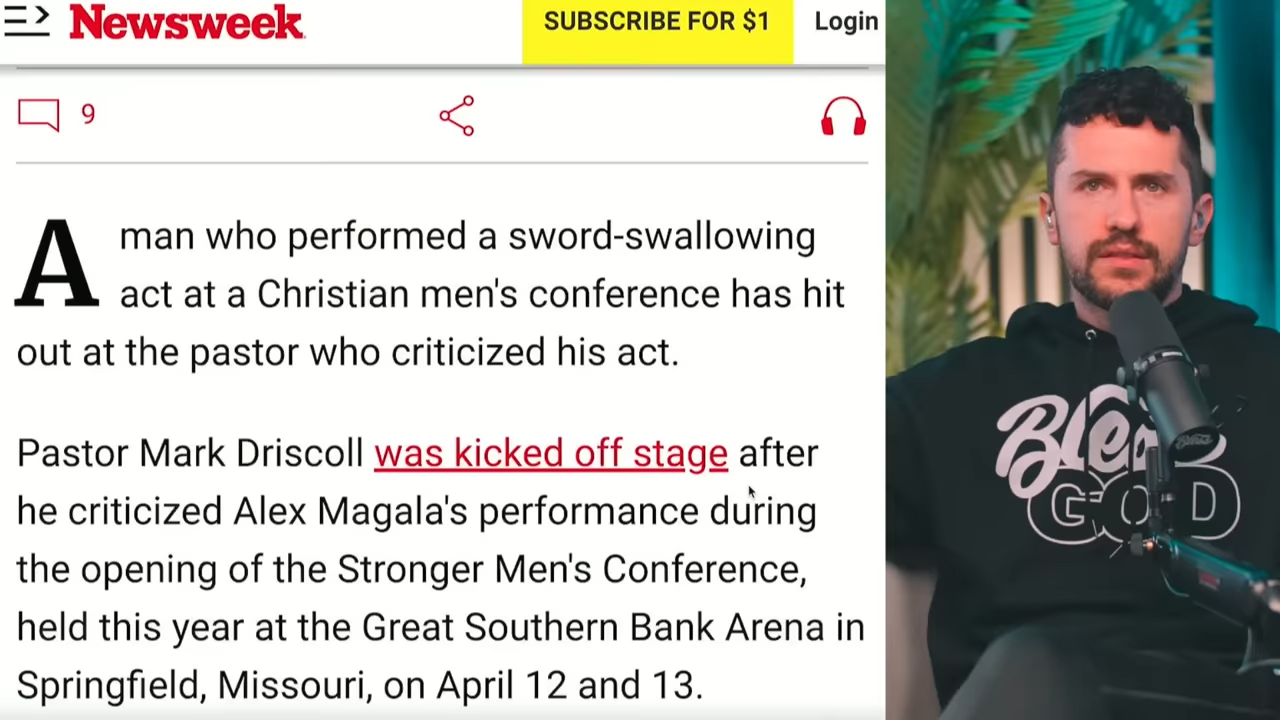 Newsweek
SUBSCRIBE FOR $1
Login
9
A man who performed a sword-swallowing
act at a Christian men's conference has hit
out at the pastor who criticized his act.
Pastor Mark Driscoll was kicked off stage after
he criticized Alex Magala's performance during
the opening of the Stronger Men's Conference,
held this year at the Great Southern Bank Arena in
Springfield, Missouri, on April 12 and 13.
GOD